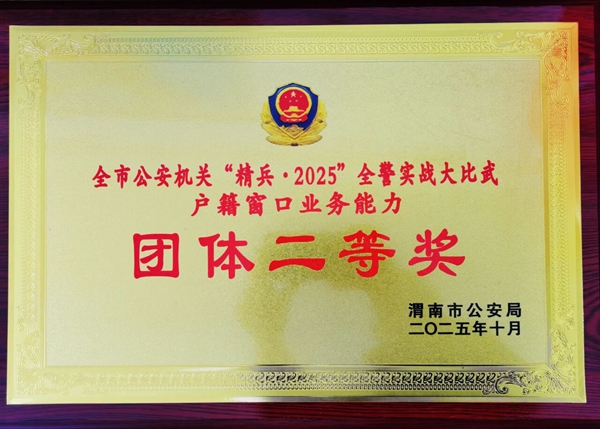 全市公安机关“精兵·2025”全警实战大比武
户籍窗口业务能力
团体二等奖
渭南市公安局
二〇二五年十月